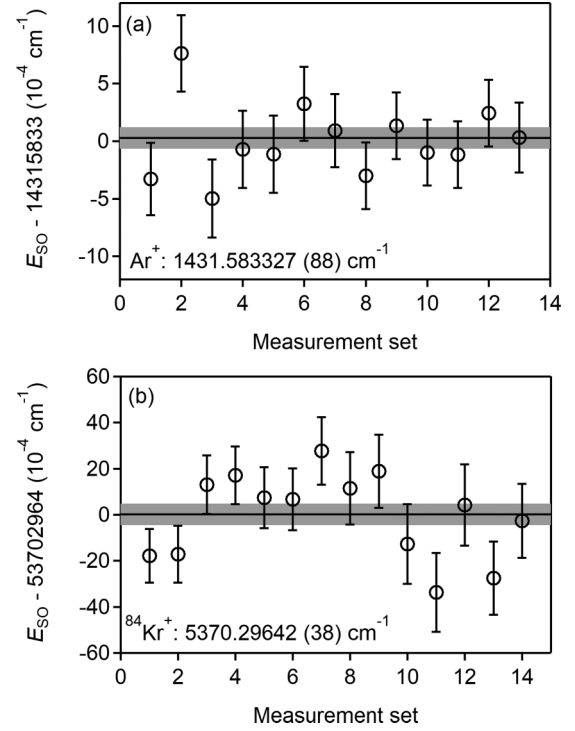 10
(a)
5
0
-5
-10
E_SO - 14315833 (10^-4 cm^-1)
Ar^+: 1431.583327 (88) cm^-1
0 2 4 6 8 10 12 14
Measurement set
60
(b)
40
20
0
-20
-40
-60
E_SO - 53702964 (10^-4 cm^-1)
^84Kr^+: 5370.29642 (38) cm^-1
0 2 4 6 8 10 12 14
Measurement set